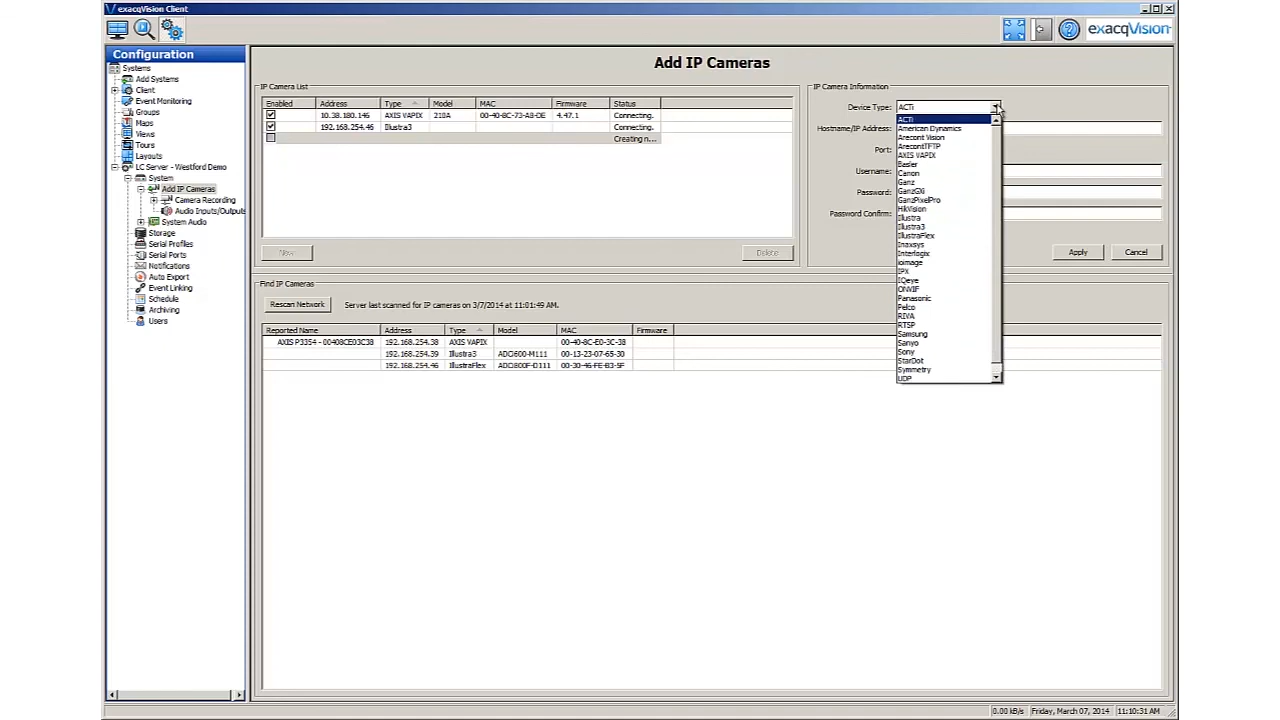 exacqVision Client
exacqVision
Configuration
Systems
Add Systems
Client
Event Monitoring
Groups
Maps
Views
Tours
Layouts
LC Server - Westford Demo
System
Add IP Cameras
Camera Recording
Audio Inputs/Outputs
System Audio
Storage
Serial Profiles
Serial Ports
Notifications
Auto Export
Event Linking
Schedule
Archiving
Users
Add IP Cameras
IP Camera List
Enabled Address Type Model MAC Firmware Status
10.38.180.146 AXIS VAPIX 210A 00-40-8C-73-A8-DE 4.47.1 Connecting.
192.168.254.46 Illustra3 Connecting.
Creating n...
New Delete
IP Camera Information
Device Type: ACTi
Hostname/IP Address:
Port:
Username:
Password:
Password Confirm:
ACTi
American Dynamics
Arecont Vision
ArecontTFTP
AXIS VAPIX
Basler
Canon
Ganz
GanzGXi
GanzPixelPro
HikVision
Illustra
Illustra3
IllustraFlex
Inaxsys
Interlogix
ioimage
IPX
IQeye
ONVIF
Panasonic
Pelco
RIVA
RTSP
Samsung
Sanyo
Sony
StarDot
Symmetry
UDP
Apply Cancel
Find IP Cameras
Rescan Network Server last scanned for IP cameras on 3/7/2014 at 11:01:49 AM.
Reported Name Address Type Model MAC Firmware
AXIS P3354 - 00408CE03C38 192.168.254.38 AXIS VAPIX 00-40-8C-E0-3C-38
192.168.254.39 Illustra3 ADCi600-M111 00-13-23-07-65-30
192.168.254.46 IllustraFlex ADCi800F-D111 00-30-46-FE-B3-5F
0.00 kB/s Friday, March 07, 2014 11:10:31 AM